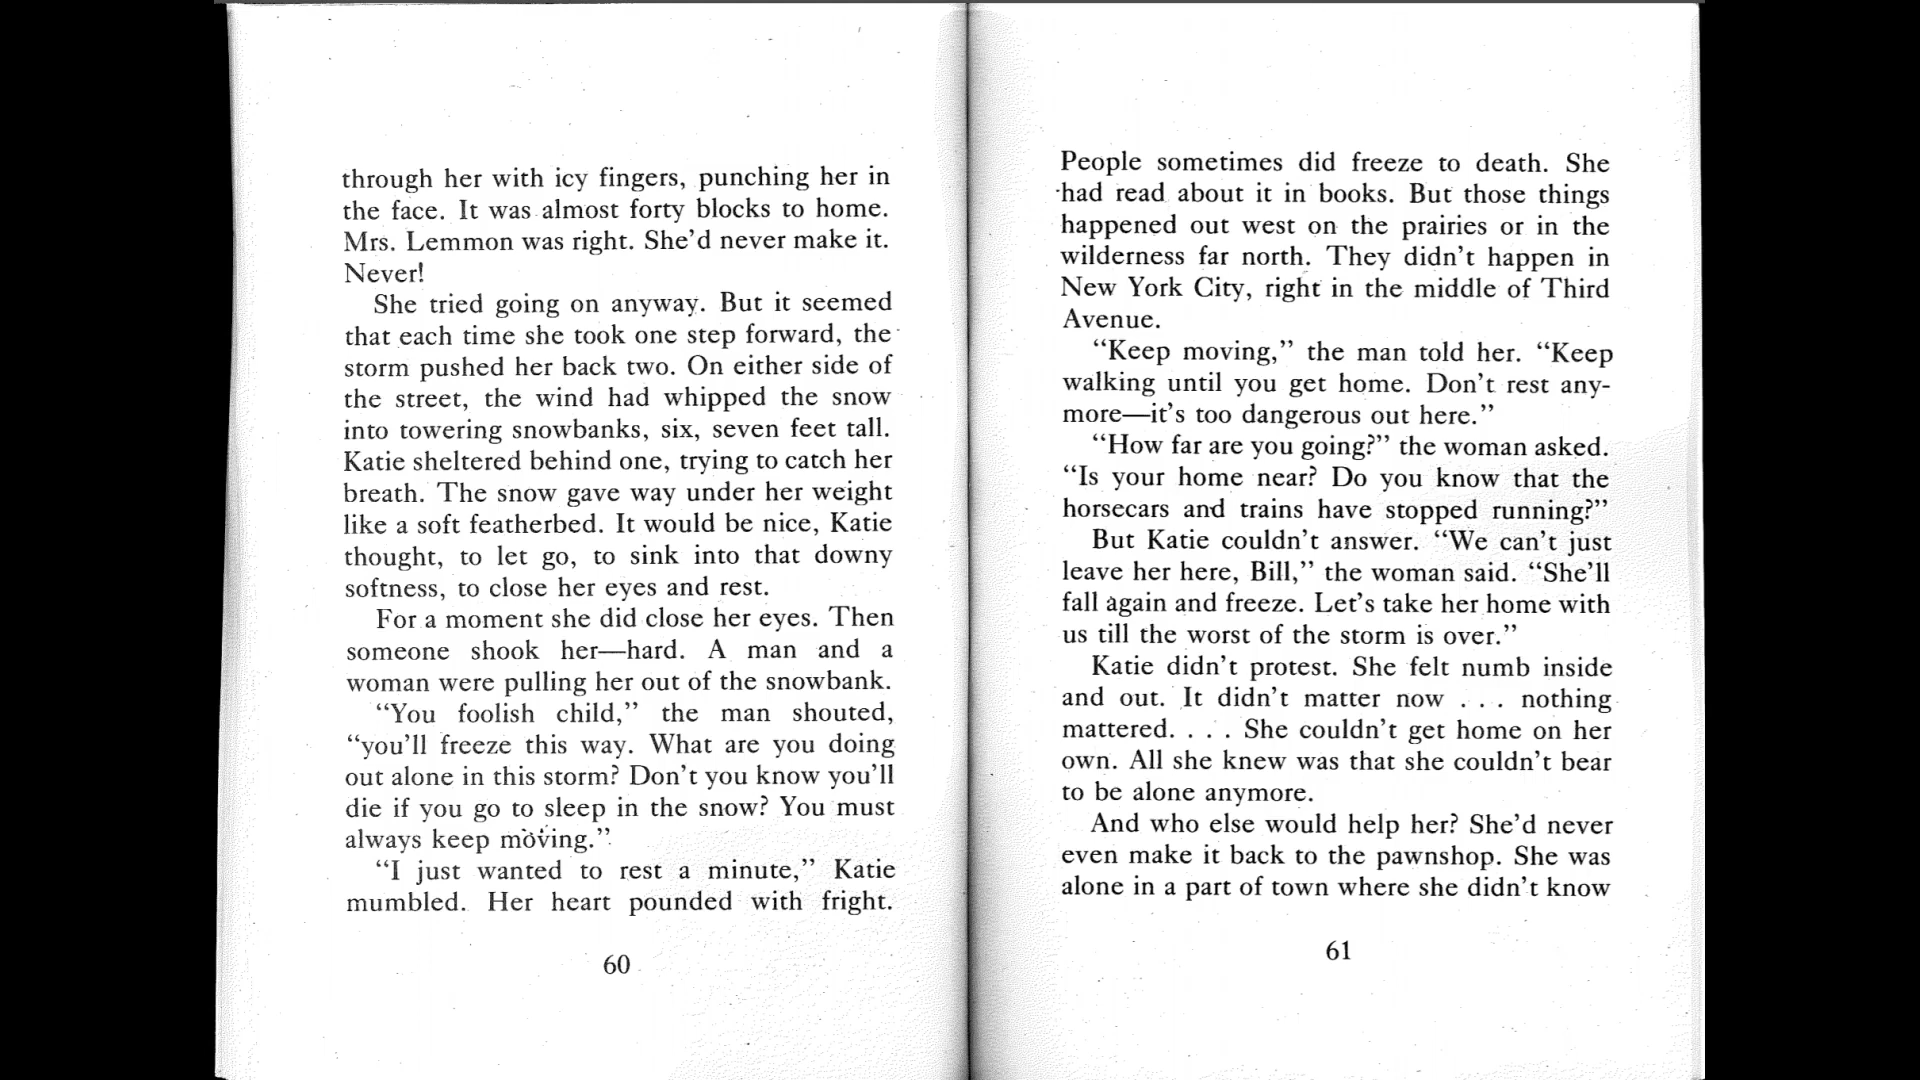 through her with icy fingers, punching her in
the face. It was almost forty blocks to home.
Mrs. Lemmon was right. She'd never make it.
Never!
She tried going on anyway. But it seemed
that each time she took one step forward, the
storm pushed her back two. On either side of
the street, the wind had whipped the snow
into towering snowbanks, six, seven feet tall.
Katie sheltered behind one, trying to catch her
breath. The snow gave way under her weight
like a soft featherbed. It would be nice, Katie
thought, to let go, to sink into that downy
softness, to close her eyes and rest.
For a moment she did close her eyes. Then
someone shook her—hard. A man and a
woman were pulling her out of the snowbank.
“You foolish child,” the man shouted,
“you'll freeze this way. What are you doing
out alone in this storm? Don't you know you'll
die if you go to sleep in the snow? You must
always keep moving.”
“I just wanted to rest a minute,” Katie
mumbled. Her heart pounded with fright.
60
People sometimes did freeze to death. She
had read about it in books. But those things
happened out west on the prairies or in the
wilderness far north. They didn't happen in
New York City, right in the middle of Third
Avenue.
“Keep moving,” the man told her. “Keep
walking until you get home. Don't rest any-
more—it's too dangerous out here.”
“How far are you going?” the woman asked.
“Is your home near? Do you know that the
horsecars and trains have stopped running?”
But Katie couldn't answer. “We can't just
leave her here, Bill,” the woman said. “She'll
fall again and freeze. Let's take her home with
us till the worst of the storm is over.”
Katie didn't protest. She felt numb inside
and out. It didn't matter now . . . nothing
mattered. . . . She couldn't get home on her
own. All she knew was that she couldn't bear
to be alone anymore.
And who else would help her? She'd never
even make it back to the pawnshop. She was
alone in a part of town where she didn't know
61